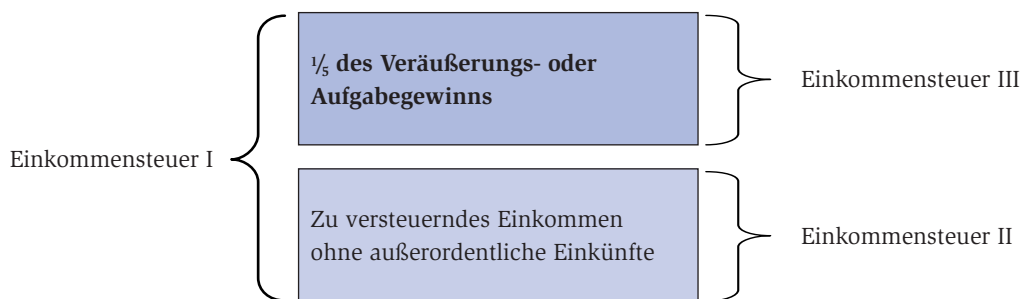 ⅕ des Veräußerungs- oder
Aufgabegewinns
Einkommensteuer III
Einkommensteuer I
Zu versteuerndes Einkommen
ohne außerordentliche Einkünfte
Einkommensteuer II